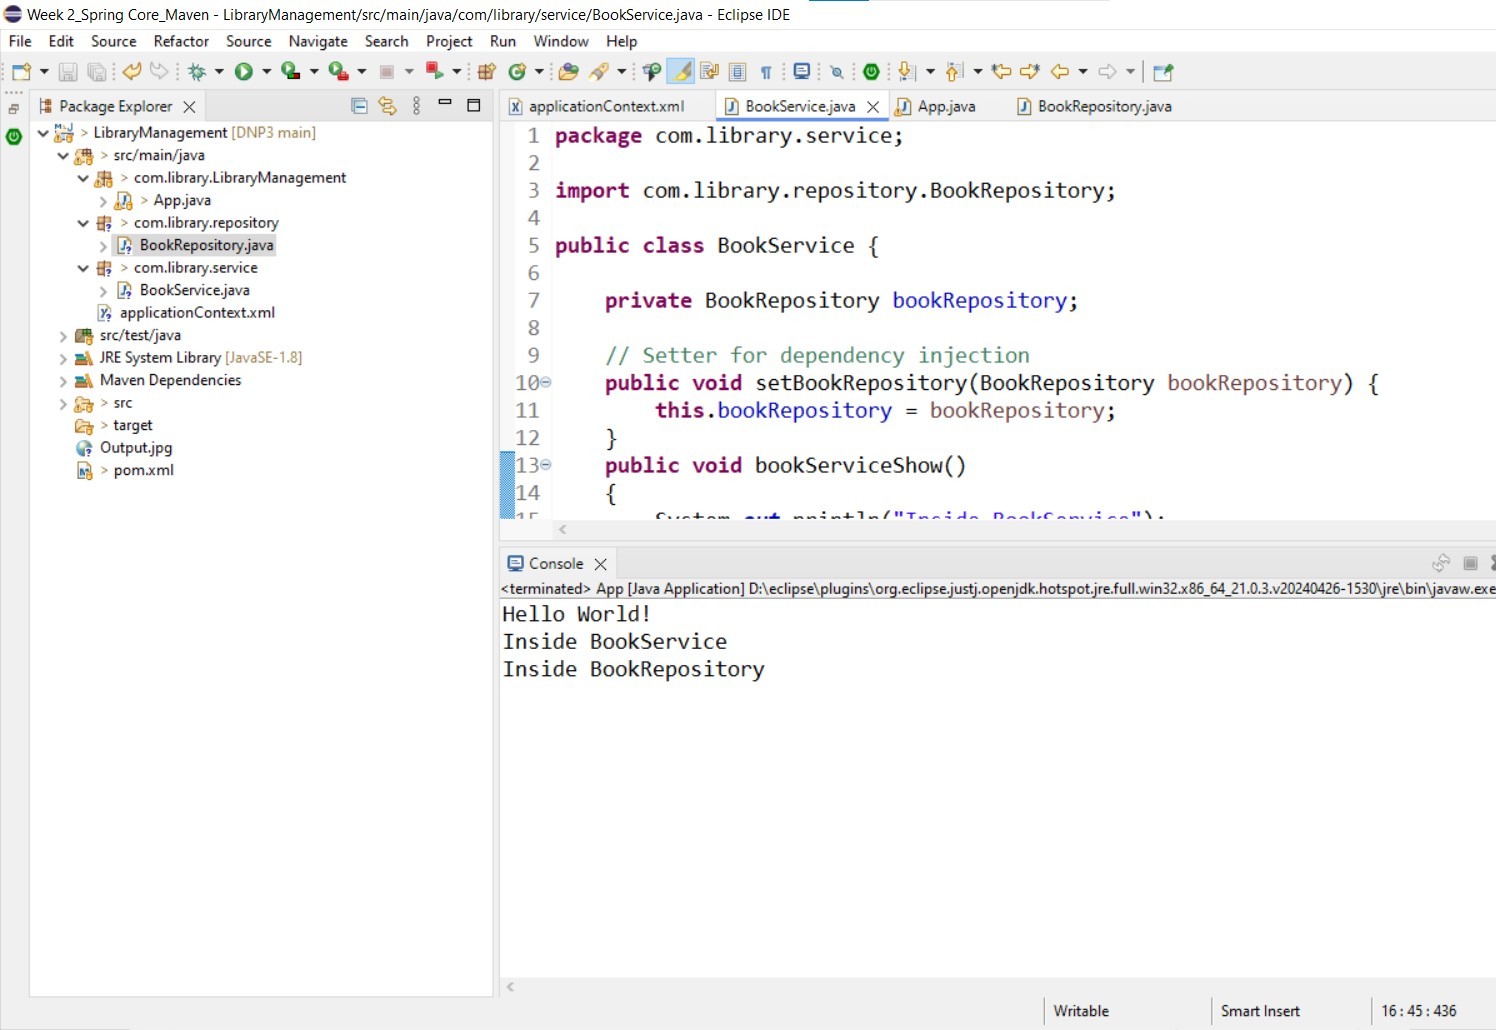 Week 2_Spring Core_Maven - LibraryManagement/src/main/java/com/library/service/BookService.java - Eclipse IDE
File Edit Source Refactor Source Navigate Search Project Run Window Help
Package Explorer
> LibraryManagement [DNP3 main]
> src/main/java
> com.library.LibraryManagement
> App.java
> com.library.repository
BookRepository.java
> com.library.service
BookService.java
applicationContext.xml
src/test/java
JRE System Library [JavaSE-1.8]
Maven Dependencies
> src
> target
Output.jpg
> pom.xml
applicationContext.xml BookService.java App.java BookRepository.java
1 package com.library.service;
2
3 import com.library.repository.BookRepository;
4
5 public class BookService {
6
7 private BookRepository bookRepository;
8
9 // Setter for dependency injection
10 public void setBookRepository(BookRepository bookRepository) {
11 this.bookRepository = bookRepository;
12 }
13 public void bookServiceShow()
14 {
15 System.out.println("Inside BookService");
Console
<terminated> App [Java Application] D:\eclipse\plugins\org.eclipse.justj.openjdk.hotspot.jre.full.win32.x86_64_21.0.3.v20240426-1530\jre\bin\javaw.exe
Hello World!
Inside BookService
Inside BookRepository
Writable Smart Insert 16 : 45 : 436